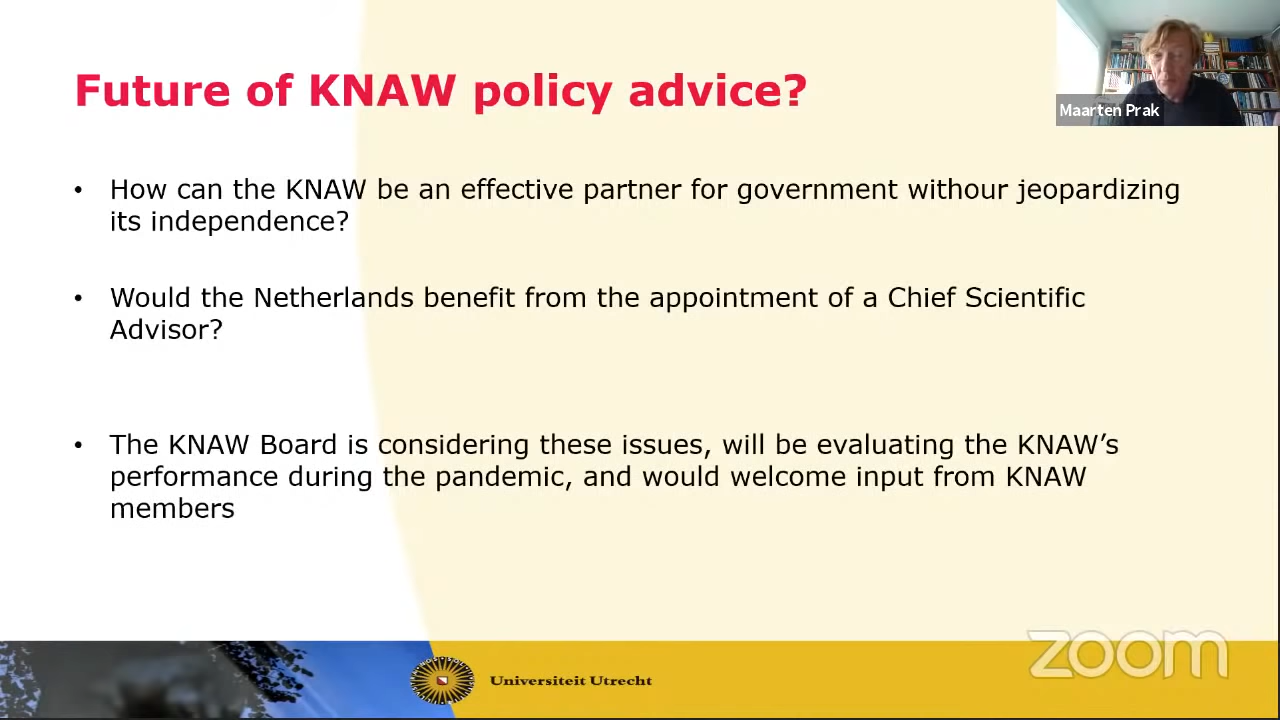 Future of KNAW policy advice?
Maarten Prak
• How can the KNAW be an effective partner for government withour jeopardizing
its independence?
• Would the Netherlands benefit from the appointment of a Chief Scientific
Advisor?
• The KNAW Board is considering these issues, will be evaluating the KNAW’s
performance during the pandemic, and would welcome input from KNAW
members
Universiteit Utrecht
zoom